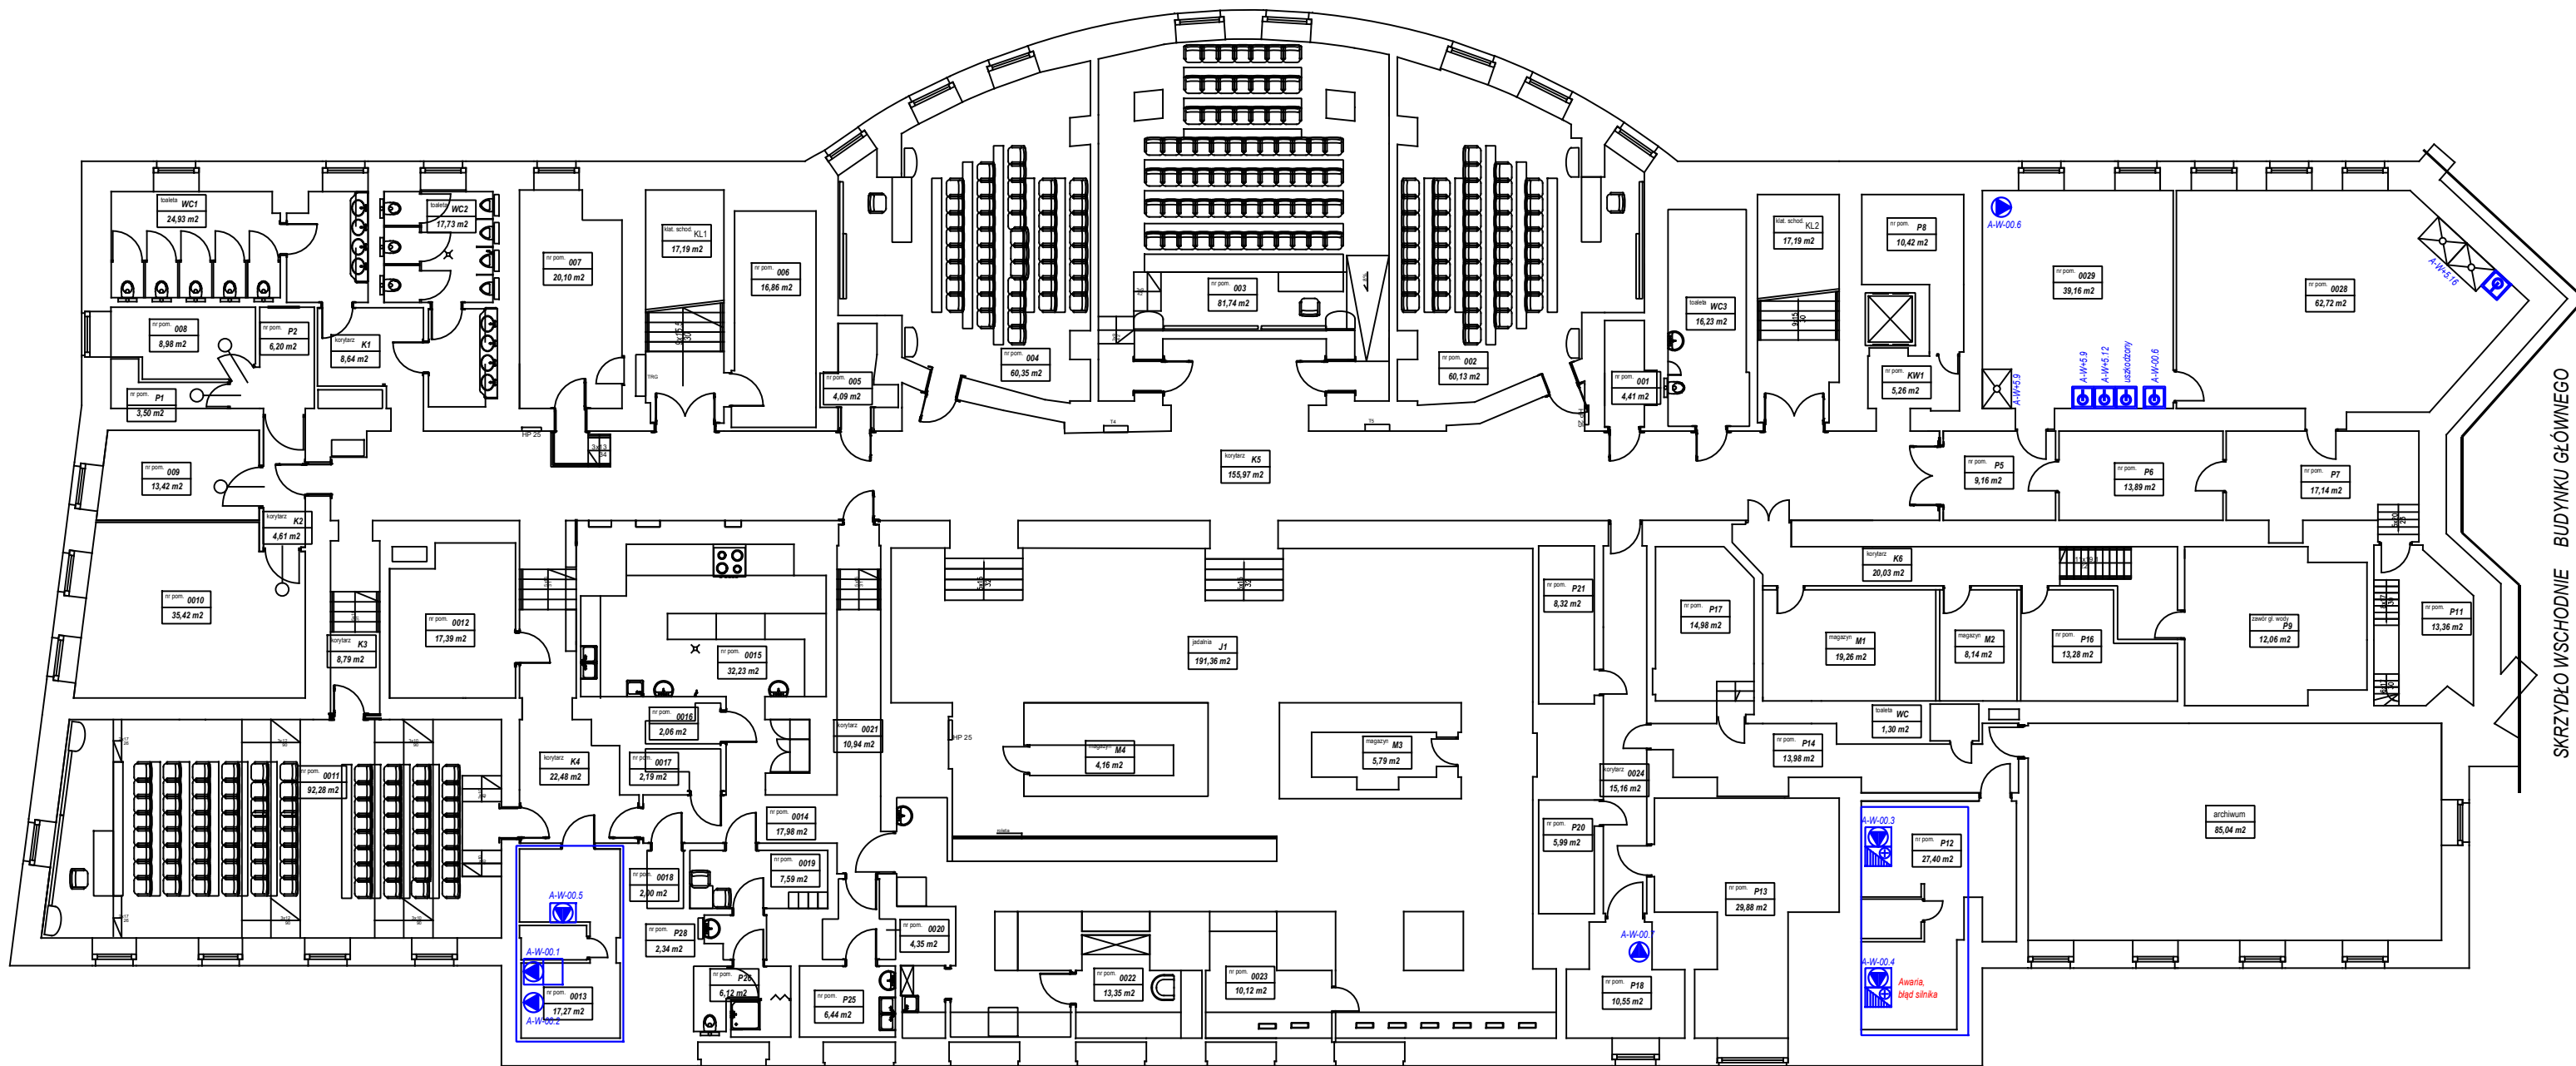 toaleta WC1
24,93 m2
toaleta WC2
17,73 m2
nr pom. 007
20,10 m2
klat. schod. KL1
17,19 m2
nr pom. 006
16,86 m2
nr pom. 008
8,98 m2
nr pom. P2
6,20 m2
korytarz K1
8,64 m2
nr pom. P1
3,50 m2
TRG
HP 25
nr pom. 005
4,09 m2
nr pom. 004
60,35 m2
nr pom. 003
81,74 m2
nr pom. 002
60,13 m2
nr pom. 001
4,41 m2
toaleta WC3
16,23 m2
klat. schod. KL2
17,19 m2
nr pom. P8
10,42 m2
KW1
nr pom.
5,26 m2
A-W-00.6
nr pom. 0029
39,16 m2
nr pom. 0028
62,72 m2
A-W+5.16
A-W+5.9
A-W+5.9
A-W+5.12
uszkodzony
A-W-00.6
SKRZYDŁO WSCHODNIE BUDYNKU GŁÓWNEGO
nr pom. 009
13,42 m2
korytarz K2
4,61 m2
korytarz K5
155,97 m2
nr pom. P5
9,16 m2
nr pom. P6
13,89 m2
nr pom. P7
17,14 m2
nr pom. 0010
35,42 m2
korytarz K3
8,79 m2
nr pom. 0012
17,39 m2
nr pom. 0015
32,23 m2
jadalnia J1
191,36 m2
nr pom. P21
8,32 m2
nr pom. P17
14,98 m2
korytarz K6
20,03 m2
magazyn M1
19,26 m2
magazyn M2
8,14 m2
nr pom. P16
13,28 m2
zawór gł. wody
P9
12,06 m2
nr pom. P11
13,36 m2
nr pom. 0016
2,06 m2
korytarz 0021
10,94 m2
HP 25
magazyn M4
4,16 m2
magazyn M3
5,79 m2
toaleta WC
1,30 m2
nr pom. P14
13,98 m2
nr pom. 0011
92,28 m2
korytarz K4
22,48 m2
nr pom. 0017
2,19 m2
korytarz 0024
15,16 m2
nr pom. 0014
17,98 m2
nr pom. P20
5,99 m2
archiwum
85,04 m2
A-W-00.3
nr pom. P12
27,40 m2
nr pom. 0018
2,00 m2
nr pom. 0019
7,59 m2
A-W-00.5
nr pom. P13
29,88 m2
nr pom. P28
2,34 m2
nr pom. 0020
4,35 m2
A-W-00.7
A-W-00.1
nr pom. 0013
17,27 m2
A-W-00.2
nr pom. P26
6,12 m2
nr pom. P25
6,44 m2
nr pom. 0022
13,35 m2
nr pom. 0023
10,12 m2
nr pom. P18
10,55 m2
A-W-00.4
Awaria,
błąd silnika